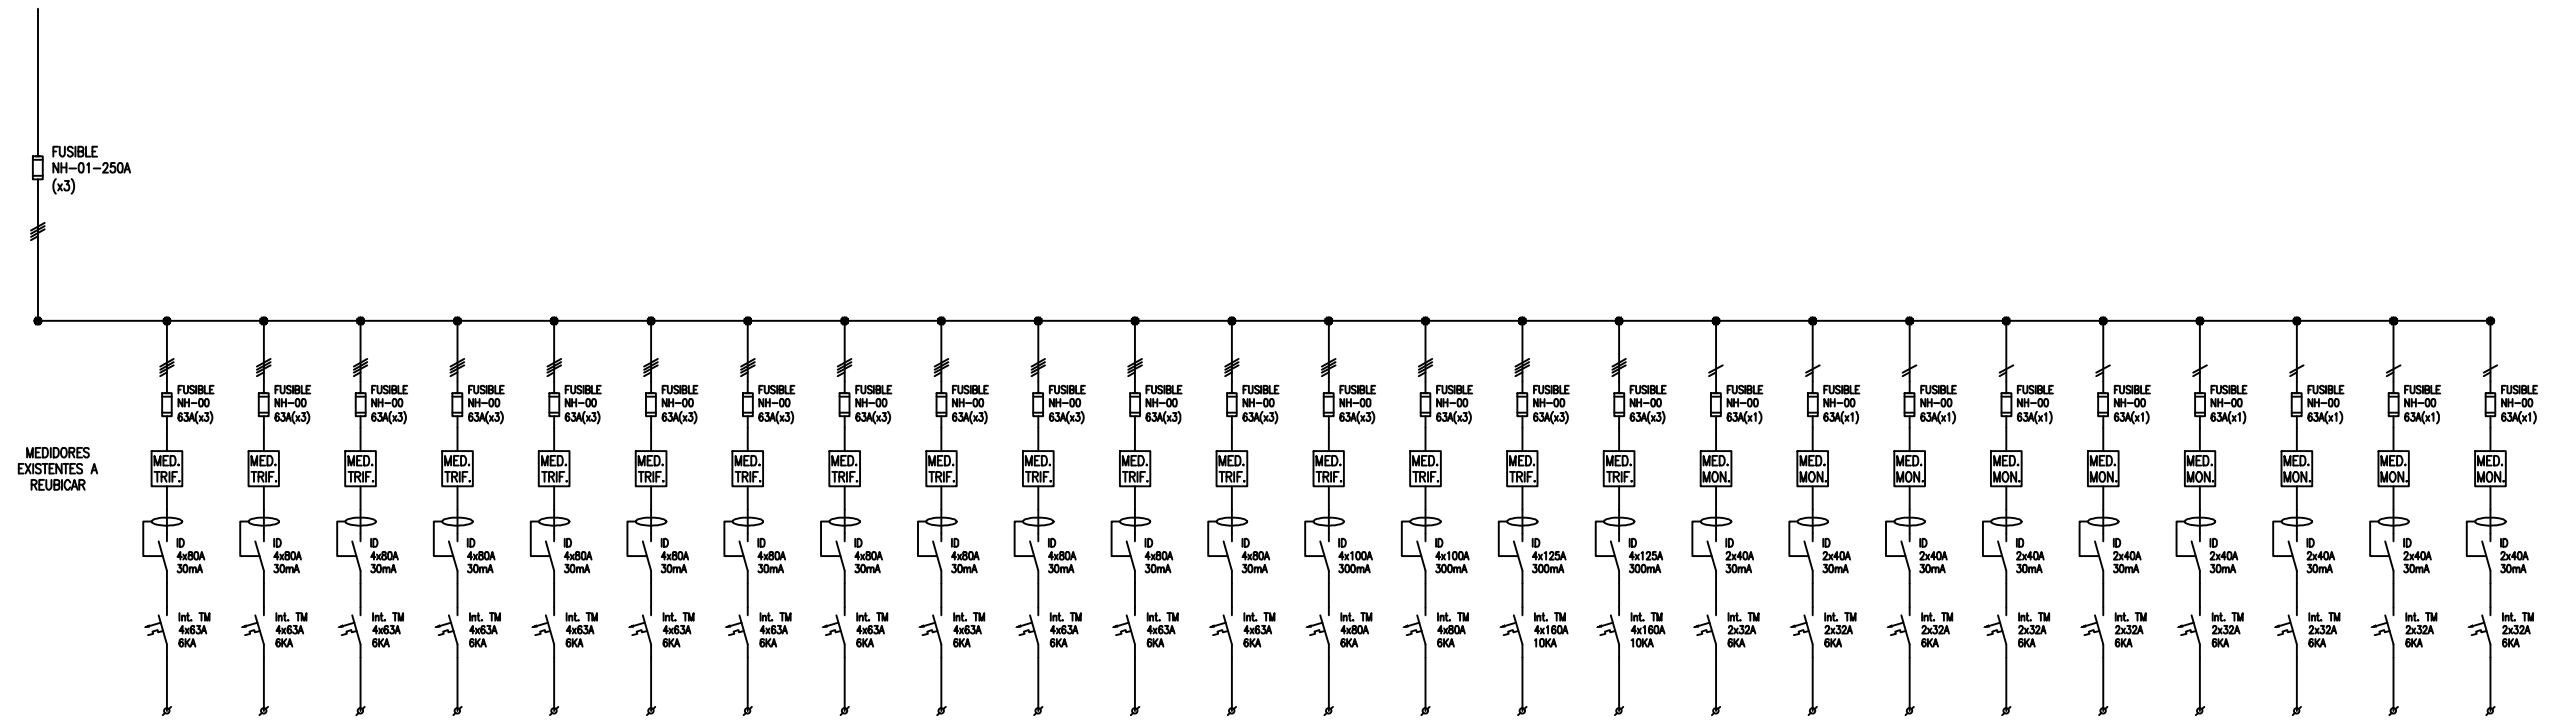 FUSIBLE
NH-01-250A
(x3)
FUSIBLE FUSIBLE FUSIBLE FUSIBLE FUSIBLE FUSIBLE FUSIBLE FUSIBLE FUSIBLE FUSIBLE FUSIBLE FUSIBLE FUSIBLE FUSIBLE FUSIBLE FUSIBLE FUSIBLE FUSIBLE FUSIBLE FUSIBLE FUSIBLE FUSIBLE FUSIBLE FUSIBLE FUSIBLE
NH-00 NH-00 NH-00 NH-00 NH-00 NH-00 NH-00 NH-00 NH-00 NH-00 NH-00 NH-00 NH-00 NH-00 NH-00 NH-00 NH-00 NH-00 NH-00 NH-00 NH-00 NH-00 NH-00 NH-00 NH-00
63A(x3) 63A(x3) 63A(x3) 63A(x3) 63A(x3) 63A(x3) 63A(x3) 63A(x3) 63A(x3) 63A(x3) 63A(x3) 63A(x3) 63A(x3) 63A(x3) 63A(x3) 63A(x3) 63A(x1) 63A(x1) 63A(x1) 63A(x1) 63A(x1) 63A(x1) 63A(x1) 63A(x1) 63A(x1)
MEDIDORES
EXISTENTES A
REUBICAR
MED. MED. MED. MED. MED. MED. MED. MED. MED. MED. MED. MED. MED. MED. MED. MED. MED. MED. MED. MED. MED. MED. MED. MED. MED.
TRIF. TRIF. TRIF. TRIF. TRIF. TRIF. TRIF. TRIF. TRIF. TRIF. TRIF. TRIF. TRIF. TRIF. TRIF. TRIF. MON. MON. MON. MON. MON. MON. MON. MON. MON.
ID ID ID ID ID ID ID ID ID ID ID ID ID ID ID ID ID ID ID ID ID ID ID ID ID
4x80A 4x80A 4x80A 4x80A 4x80A 4x80A 4x80A 4x80A 4x80A 4x80A 4x80A 4x80A 4x100A 4x100A 4x125A 4x125A 2x40A 2x40A 2x40A 2x40A 2x40A 2x40A 2x40A 2x40A 2x40A
30mA 30mA 30mA 30mA 30mA 30mA 30mA 30mA 30mA 30mA 30mA 30mA 300mA 300mA 300mA 300mA 30mA 30mA 30mA 30mA 30mA 30mA 30mA 30mA 30mA
Int. TM Int. TM Int. TM Int. TM Int. TM Int. TM Int. TM Int. TM Int. TM Int. TM Int. TM Int. TM Int. TM Int. TM Int. TM Int. TM Int. TM Int. TM Int. TM Int. TM Int. TM Int. TM Int. TM Int. TM Int. TM
4x63A 4x63A 4x63A 4x63A 4x63A 4x63A 4x63A 4x63A 4x63A 4x63A 4x63A 4x63A 4x80A 4x80A 4x160A 4x160A 2x32A 2x32A 2x32A 2x32A 2x32A 2x32A 2x32A 2x32A 2x32A
6KA 6KA 6KA 6KA 6KA 6KA 6KA 6KA 6KA 6KA 6KA 6KA 6KA 6KA 10KA 10KA 6KA 6KA 6KA 6KA 6KA 6KA 6KA 6KA 6KA